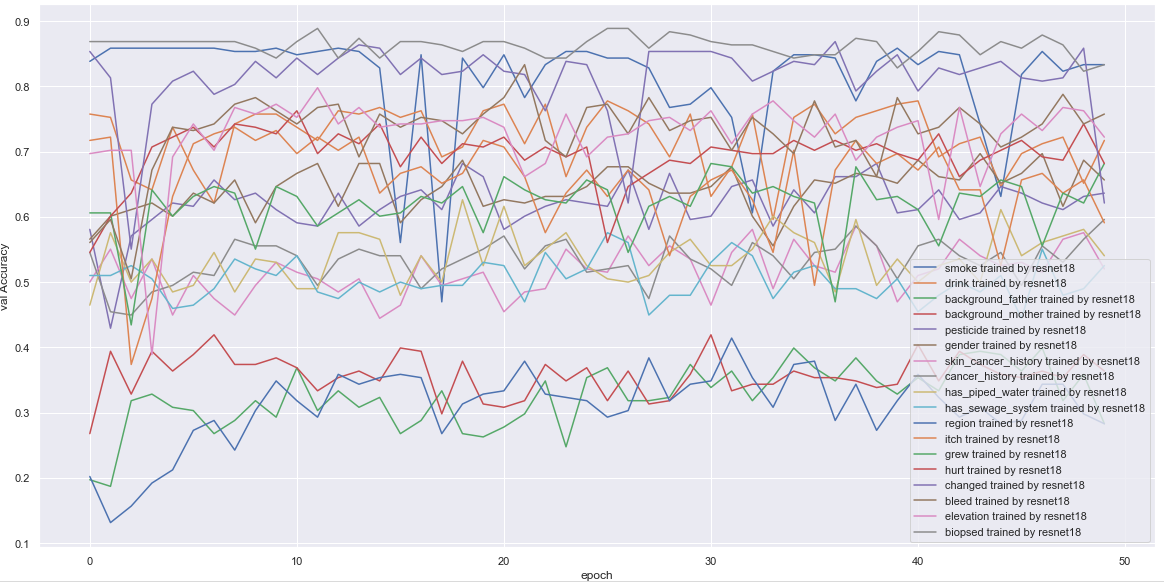 0.9
0.8
0.7
0.6
0.5
0.4
0.3
0.2
0.1
val Accuracy
0
10
20
30
40
50
epoch
smoke trained by resnet18
drink trained by resnet18
background_father trained by resnet18
background_mother trained by resnet18
pesticide trained by resnet18
gender trained by resnet18
skin_cancer_history trained by resnet18
cancer_history trained by resnet18
has_piped_water trained by resnet18
has_sewage_system trained by resnet18
region trained by resnet18
itch trained by resnet18
grew trained by resnet18
hurt trained by resnet18
changed trained by resnet18
bleed trained by resnet18
elevation trained by resnet18
biopsed trained by resnet18